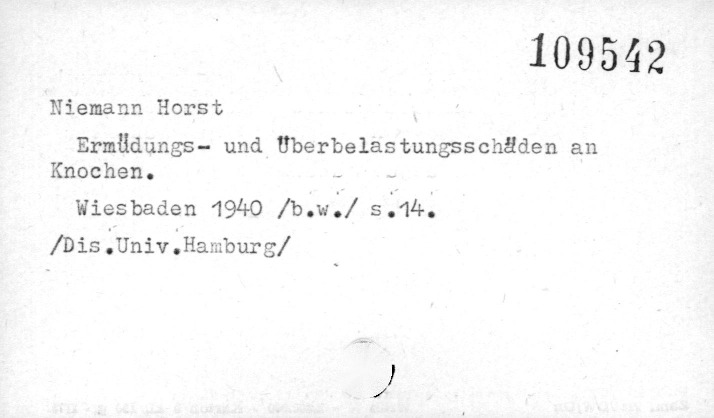 109542
Niemann Horst
Ermüdungs- und Überbelastungsschäden an
Knochen.
Wiesbaden 1940 /b.w./ s.14.
/Dis.Univ.Hamburg/